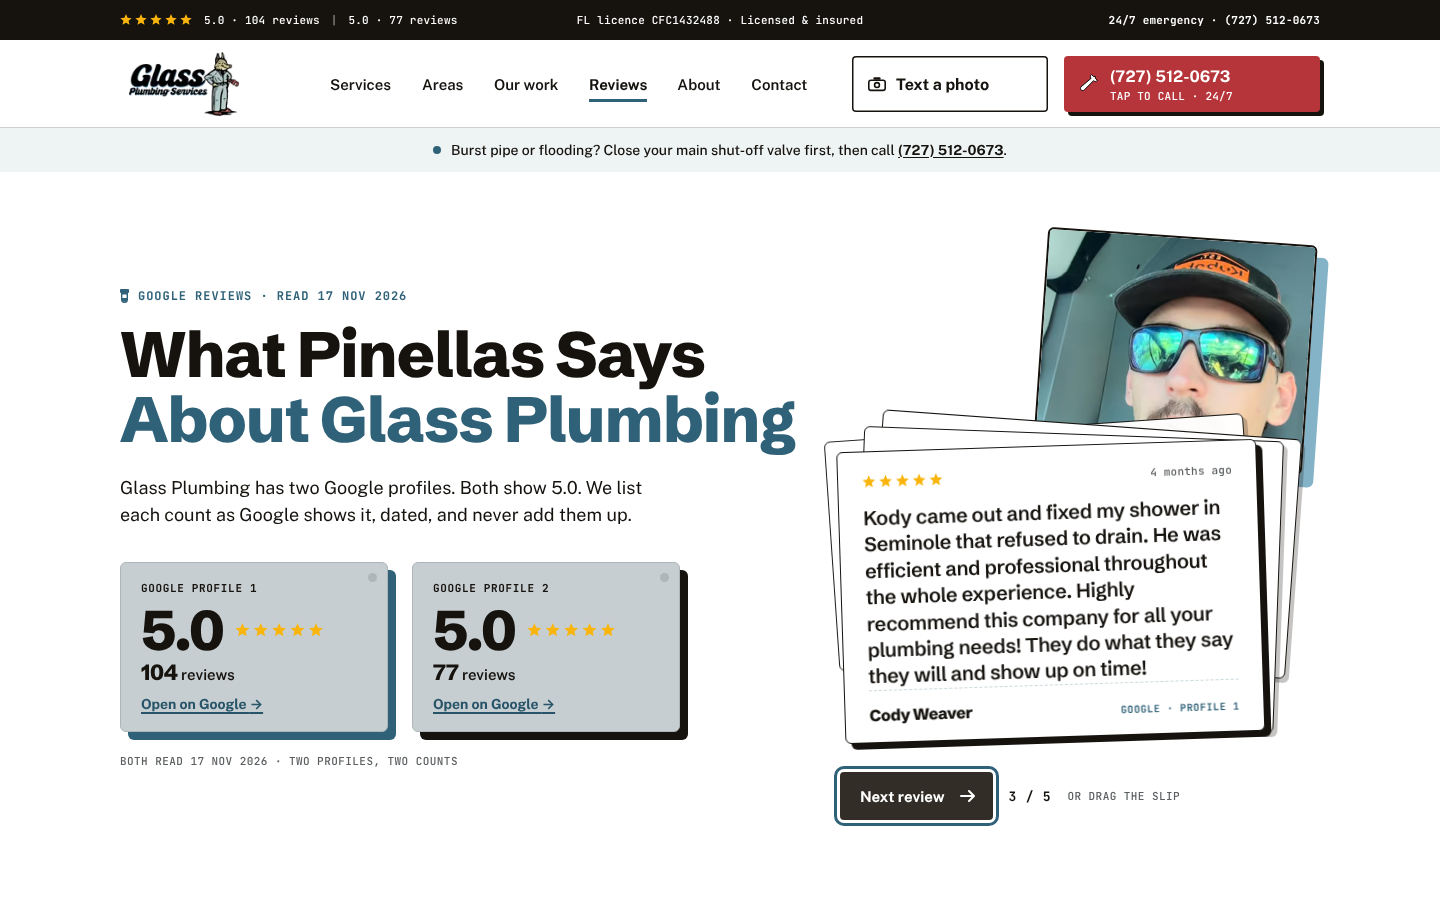 5.0 · 104 reviews | 5.0 · 77 reviews
FL licence CFC1432488 · Licensed & insured
24/7 emergency · (727) 512-0673
Glass
Plumbing Services
Services
Areas
Our work
Reviews
About
Contact
Text a photo
(727) 512-0673
TAP TO CALL · 24/7
Burst pipe or flooding? Close your main shut-off valve first, then call (727) 512-0673.
GOOGLE REVIEWS · READ 17 NOV 2026
What Pinellas Says
About Glass Plumbing
Glass Plumbing has two Google profiles. Both show 5.0. We list
each count as Google shows it, dated, and never add them up.
GOOGLE PROFILE 1
5.0
104 reviews
Open on Google →
GOOGLE PROFILE 2
5.0
77 reviews
Open on Google →
BOTH READ 17 NOV 2026 · TWO PROFILES, TWO COUNTS
4 months ago
Kody came out and fixed my shower in
Seminole that refused to drain. He was
efficient and professional throughout
the whole experience. Highly
recommend this company for all your
plumbing needs! They do what they say
they will and show up on time!
Cody Weaver
GOOGLE · PROFILE 1
Next review →
3 / 5
OR DRAG THE SLIP